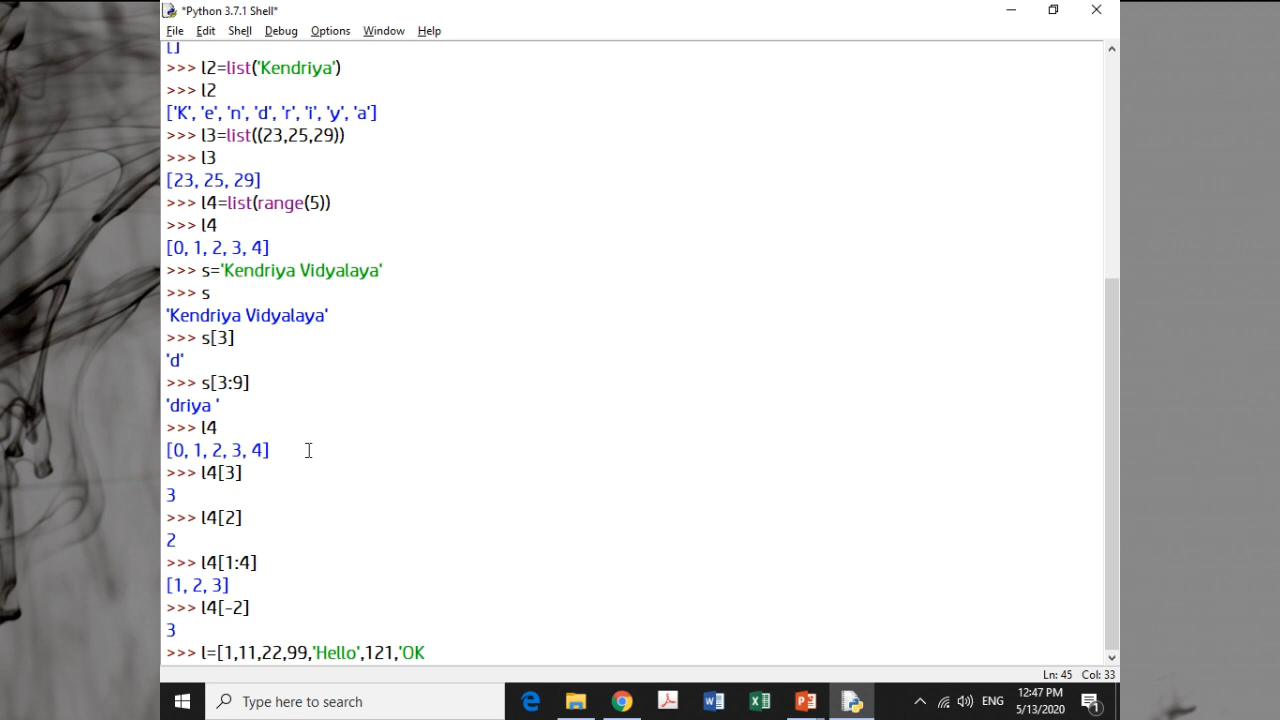 *Python 3.7.1 Shell*
File Edit Shell Debug Options Window Help
[]
>>> l2=list('Kendriya')
>>> l2
['K', 'e', 'n', 'd', 'r', 'i', 'y', 'a']
>>> l3=list((23,25,29))
>>> l3
[23, 25, 29]
>>> l4=list(range(5))
>>> l4
[0, 1, 2, 3, 4]
>>> s='Kendriya Vidyalaya'
>>> s
'Kendriya Vidyalaya'
>>> s[3]
'd'
>>> s[3:9]
'driya '
>>> l4
[0, 1, 2, 3, 4]
>>> l4[3]
3
>>> l4[2]
2
>>> l4[1:4]
[1, 2, 3]
>>> l4[-2]
3
>>> l=[1,11,22,99,'Hello',121,'OK
Ln: 45 Col: 33
Type here to search
ENG
12:47 PM
5/13/2020
1